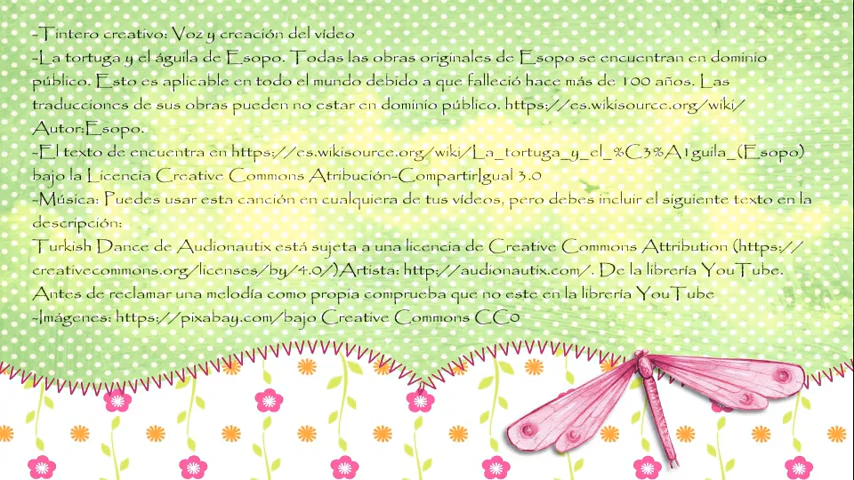 -Tintero creativo: Voz y creación del vídeo
-La tortuga y el águila de Esopo. Todas las obras originales de Esopo se encuentran en dominio
público. Esto es aplicable en todo el mundo debido a que falleció hace más de 100 años. Las
traducciones de sus obras pueden no estar en dominio público. https://es.wikisource.org/wiki/
Autor:Esopo.
-El texto de encuentra en https://es.wikisource.org/wiki/La_tortuga_y_el_%C3%A1guila_(Esopo)
bajo la Licencia Creative Commons Atribución-CompartirIgual 3.0
-Música: Puedes usar esta canción en cualquiera de tus vídeos, pero debes incluir el siguiente texto en la
descripción:
Turkish Dance de Audionautix está sujeta a una licencia de Creative Commons Attribution (https://
creativecommons.org/licenses/by/4.0/)Artista: http://audionautix.com/. De la librería YouTube.
Antes de reclamar una melodía como propia comprueba que no este en la librería YouTube
-Imágenes: https://pixabay.com/bajo Creative Commons CC0